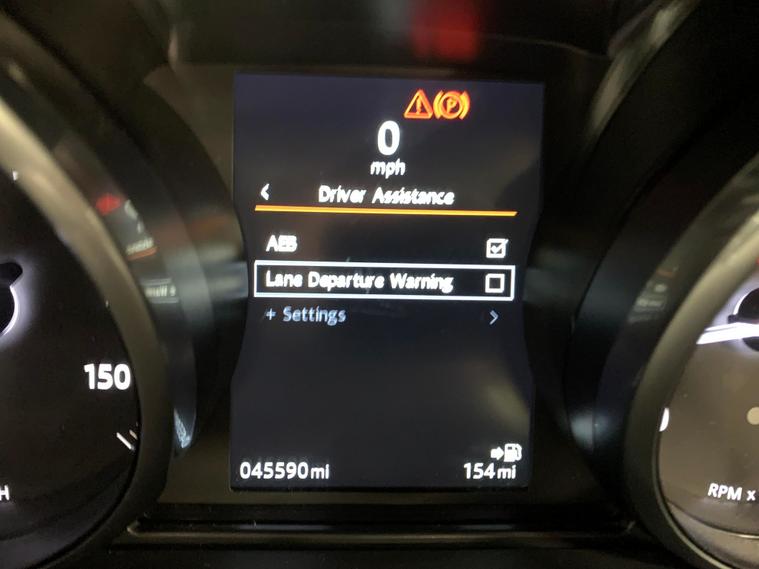 P
0
mph
Driver Assistance
AEB
Lane Departure Warning
+ Settings
150
045590mi
154mi
H
RPM x